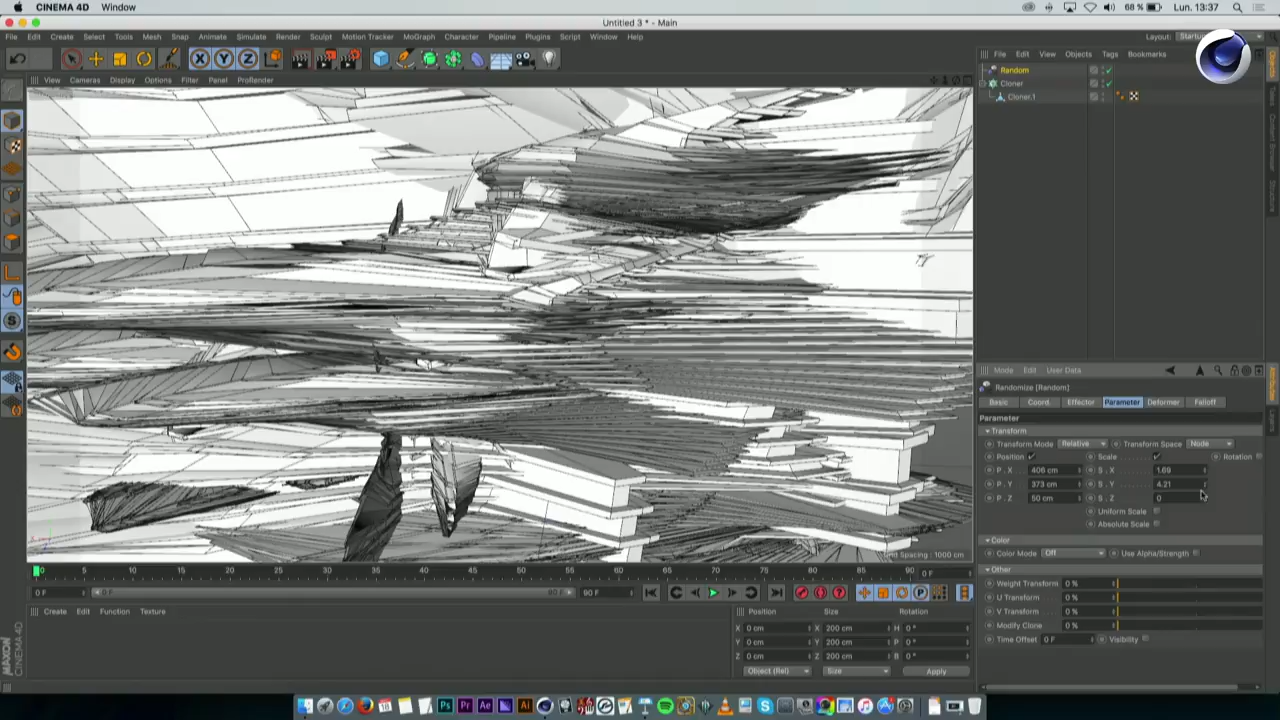 CINEMA 4D Window 68 % Lun. 13:37
Untitled 3 * - Main
File Edit Create Select Tools Mesh Snap Animate Simulate Render Sculpt Motion Tracker MoGraph Character Pipeline Plugins Script Window Help Layout: Startup
X Y Z
File Edit View Objects Tags Bookmarks
View Cameras Display Options Filter Panel ProRender
Random
Cloner
Cloner.1
Mode Edit User Data
Randomize [Random]
Basic Coord. Effector Parameter Deformer Falloff
Parameter
Transform
Transform Mode Relative Transform Space Node
Position Scale Rotation
P . X 406 cm S . X 1.69
P . Y 373 cm S . Y 4.21
P . Z 50 cm S . Z 0
Uniform Scale
Absolute Scale
Color
Color Mode Off Use Alpha/Strength
Other
Weight Transform 0 %
U Transform 0 %
V Transform 0 %
Modify Clone 0 %
Time Offset 0 F Visibility
Grid Spacing : 1000 cm
0 5 10 15 20 25 30 35 40 45 50 55 60 65 70 75 80 85 90 0 F
0 F 0 F 90 F
Create Edit Function Texture
Position Size Rotation
X 0 cm X 200 cm H 0 °
Y 0 cm Y 200 cm P 0 °
Z 0 cm Z 200 cm B 0 °
Object (Rel) Size Apply
MAXON
CINEMA 4D
Ps Pr Ae Ai